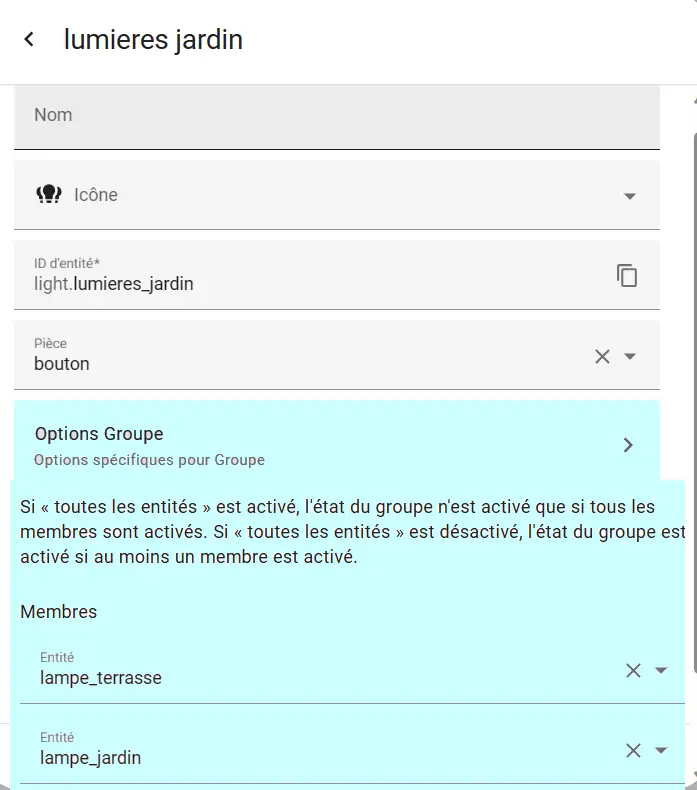 lumieres jardin
Nom
Icône
ID d'entité*
light.lumieres_jardin
Pièce
bouton
Options Groupe
Options spécifiques pour Groupe
Si « toutes les entités » est activé, l'état du groupe n'est activé que si tous les
membres sont activés. Si « toutes les entités » est désactivé, l'état du groupe est
activé si au moins un membre est activé.
Membres
Entité
lampe_terrasse
Entité
lampe_jardin